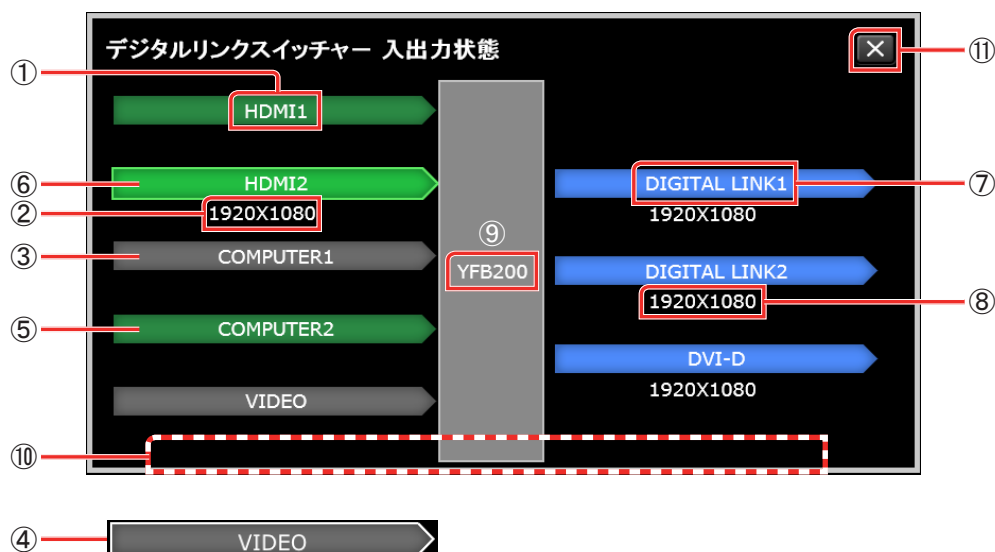 デジタルリンクスイッチャー 入出力状態
⑪
①
HDMI1
⑥
HDMI2
DIGITAL LINK1
⑦
②
1920X1080
1920X1080
⑨
③
COMPUTER1
YFB200
DIGITAL LINK2
1920X1080
⑧
⑤
COMPUTER2
DVI-D
1920X1080
VIDEO
⑩
④
VIDEO